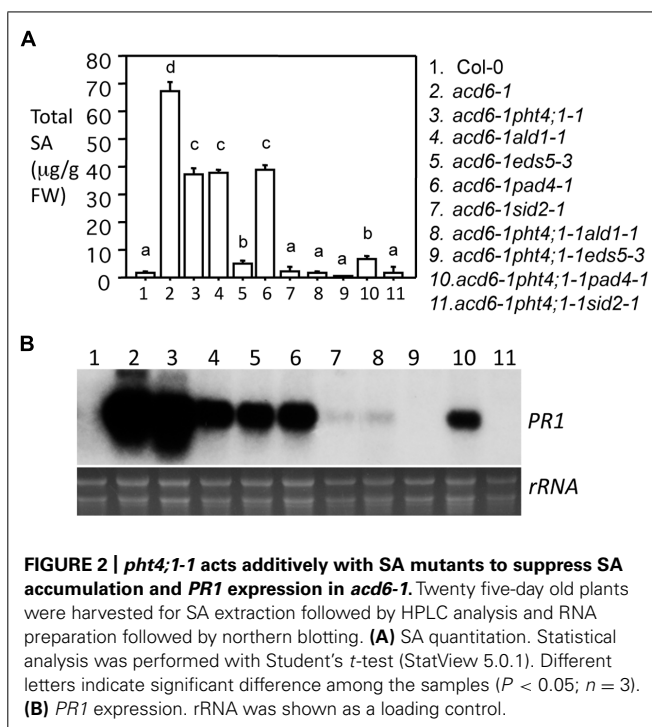 A
80
70
60
50
40
30
20
10
0
Total
SA
(µg/g
FW)
a d c c b c a a a b a
1 2 3 4 5 6 7 8 9 10 11
1. Col-0
2. acd6-1
3. acd6-1pht4;1-1
4. acd6-1ald1-1
5. acd6-1eds5-3
6. acd6-1pad4-1
7. acd6-1sid2-1
8. acd6-1pht4;1-1ald1-1
9. acd6-1pht4;1-1eds5-3
10.acd6-1pht4;1-1pad4-1
11.acd6-1pht4;1-1sid2-1
B
1 2 3 4 5 6 7 8 9 10 11
PR1
rRNA
FIGURE 2 | pht4;1-1 acts additively with SA mutants to suppress SA
accumulation and PR1 expression in acd6-1. Twenty five-day old plants
were harvested for SA extraction followed by HPLC analysis and RNA
preparation followed by northern blotting. (A) SA quantitation. Statistical
analysis was performed with Student's t-test (StatView 5.0.1). Different
letters indicate significant difference among the samples (P < 0.05; n = 3).
(B) PR1 expression. rRNA was shown as a loading control.